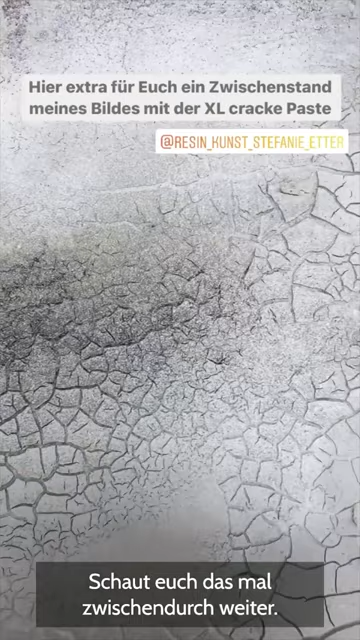 Hier extra für Euch ein Zwischenstand
meines Bildes mit der XL cracke Paste
@RESIN_KUNST_STEFANIE_ETTER
Schaut euch das mal
zwischendurch weiter.